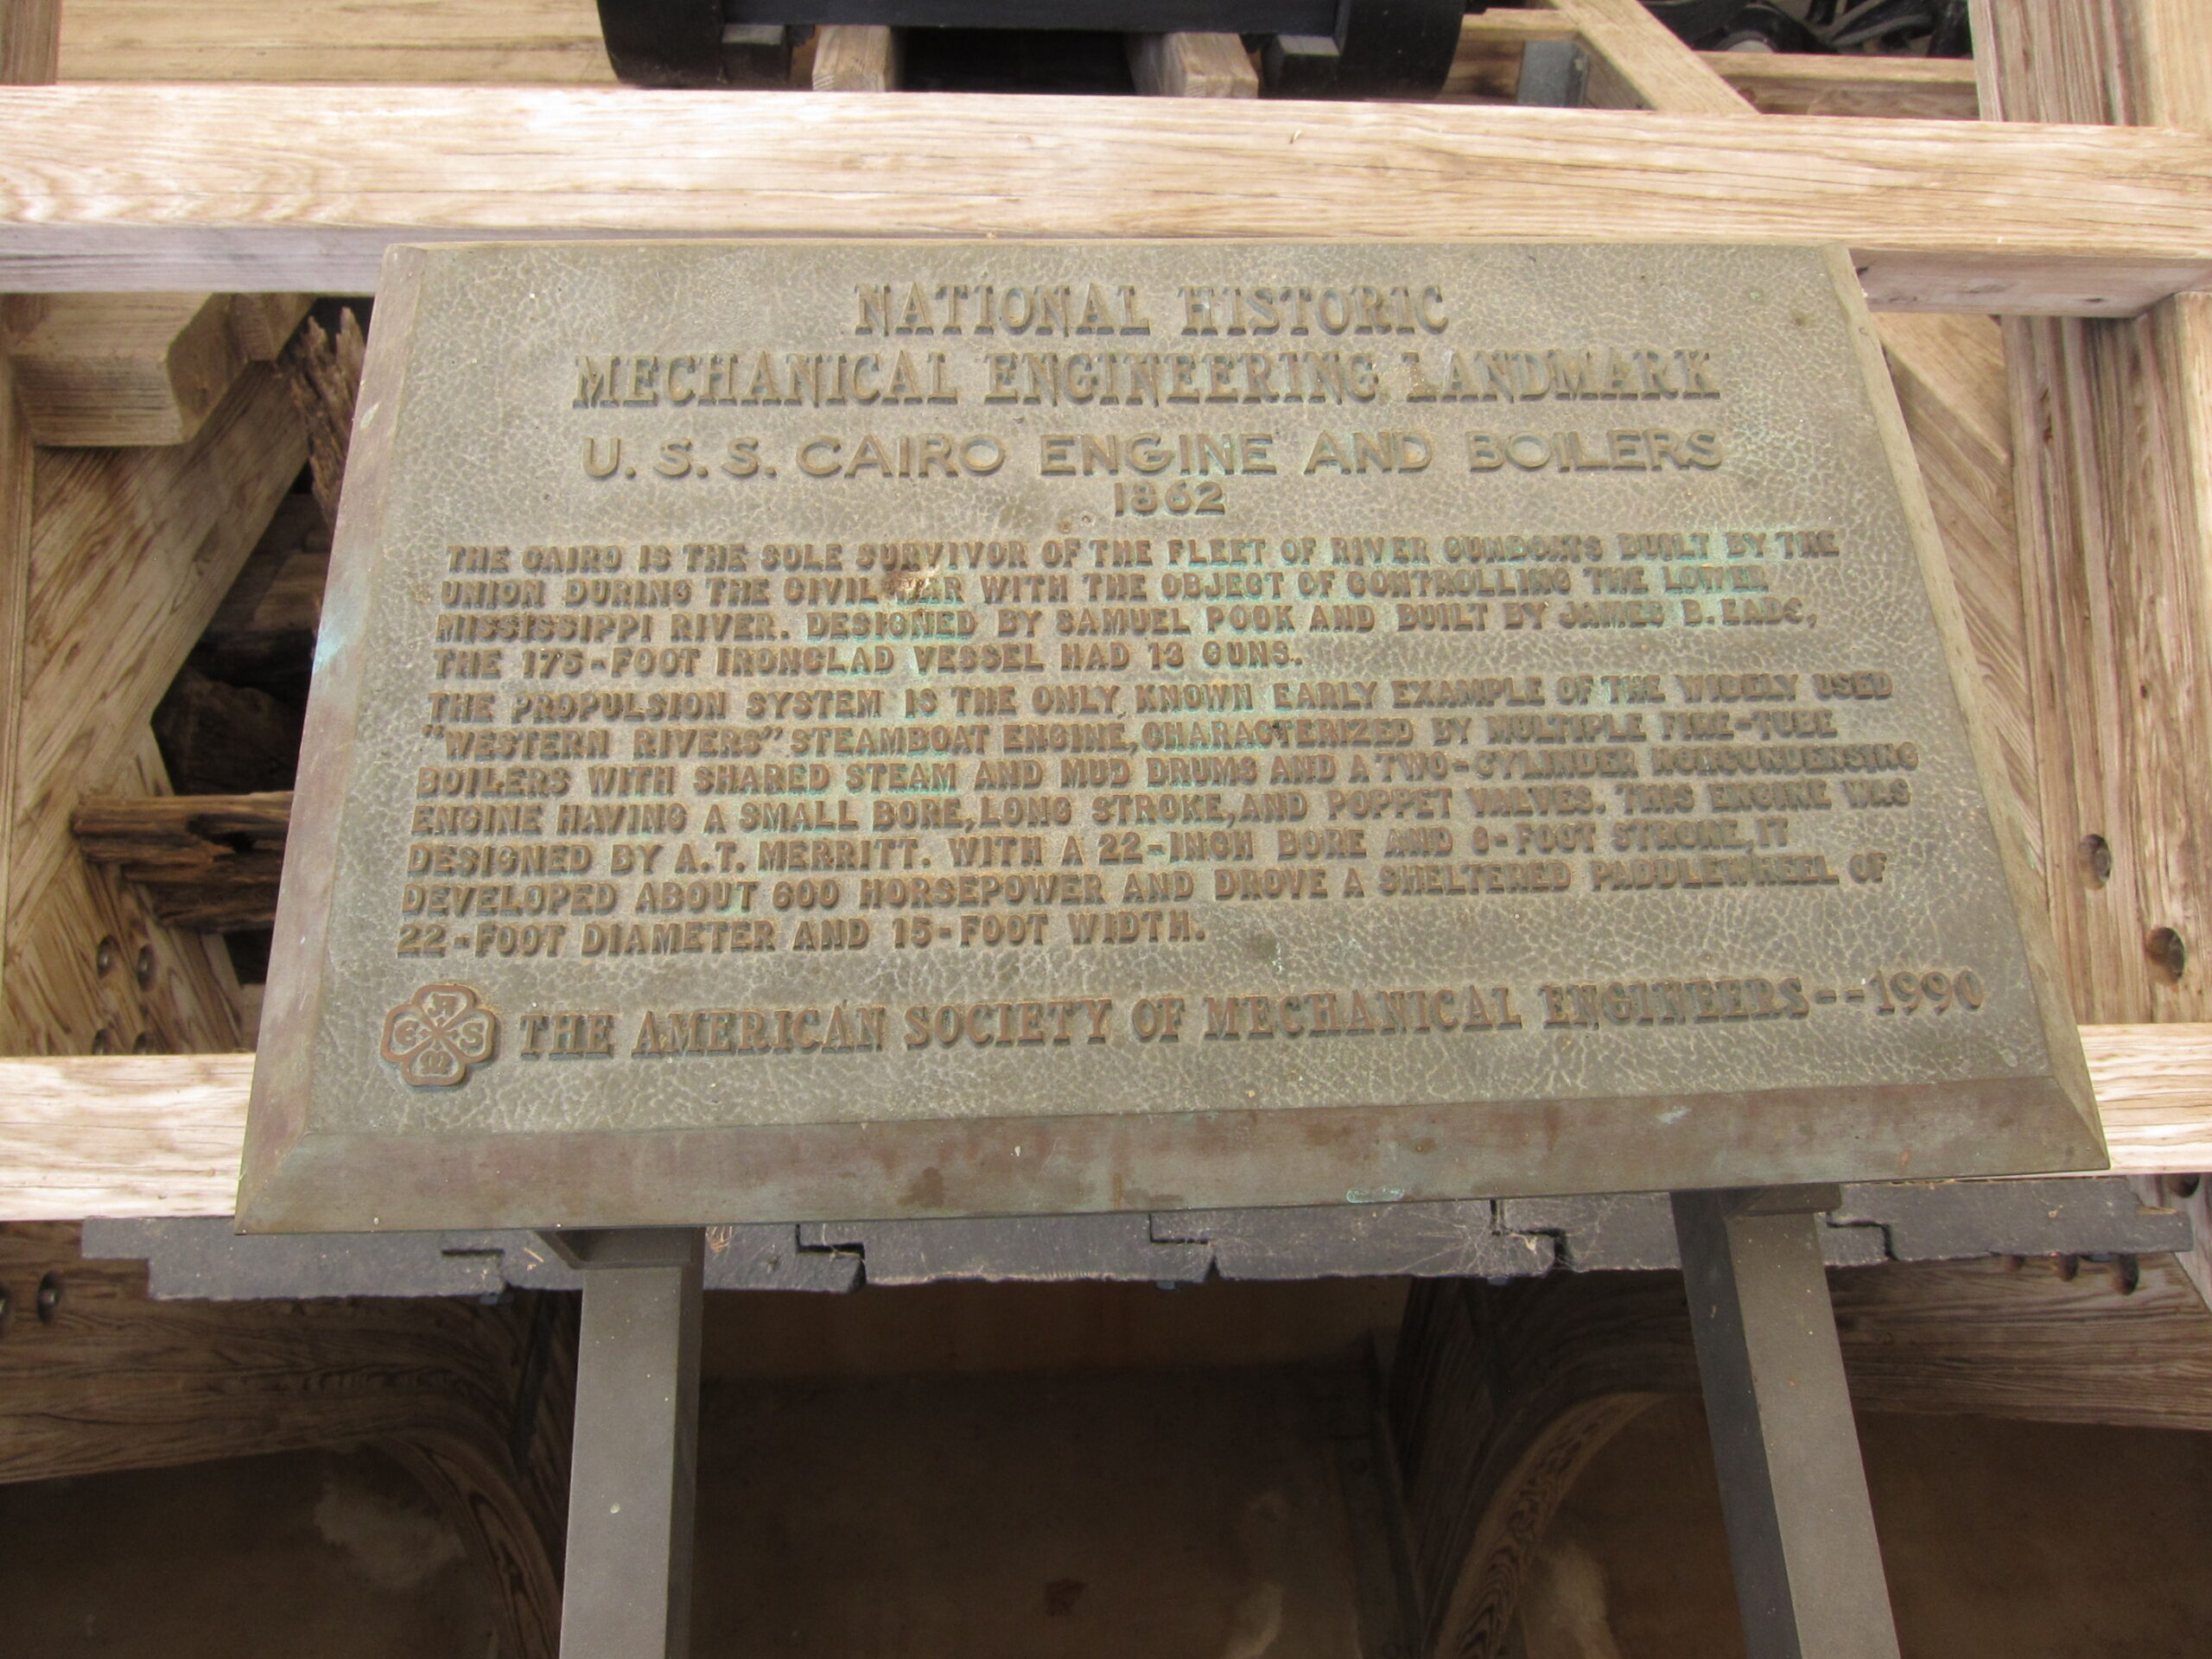 NATIONAL HISTORIC
MECHANICAL ENGINEERING LANDMARK
U.S.S. CAIRO ENGINE AND BOILERS
1862
THE CAIRO IS THE SOLE SURVIVOR OF THE FLEET OF RIVER GUNBOATS BUILT BY THE
UNION DURING THE CIVIL WAR WITH THE OBJECT OF CONTROLLING THE LOWER
MISSISSIPPI RIVER. DESIGNED BY SAMUEL POOK AND BUILT BY JAMES B. EADS,
THE 175-FOOT IRONCLAD VESSEL HAD 13 GUNS.
THE PROPULSION SYSTEM IS THE ONLY KNOWN EARLY EXAMPLE OF THE WIDELY USED
"WESTERN RIVERS" STEAMBOAT ENGINE, CHARACTERIZED BY MULTIPLE FIRE-TUBE
BOILERS WITH SHARED STEAM AND MUD DRUMS AND A TWO-CYLINDER NONCONDENSING
ENGINE HAVING A SMALL BORE, LONG STROKE, AND POPPET VALVES. THIS ENGINE WAS
DESIGNED BY A.T. MERRITT. WITH A 22-INCH BORE AND 6-FOOT STROKE, IT
DEVELOPED ABOUT 600 HORSEPOWER AND DROVE A SHELTERED PADDLEWHEEL OF
22-FOOT DIAMETER AND 15-FOOT WIDTH.
ASME THE AMERICAN SOCIETY OF MECHANICAL ENGINEERS--1990